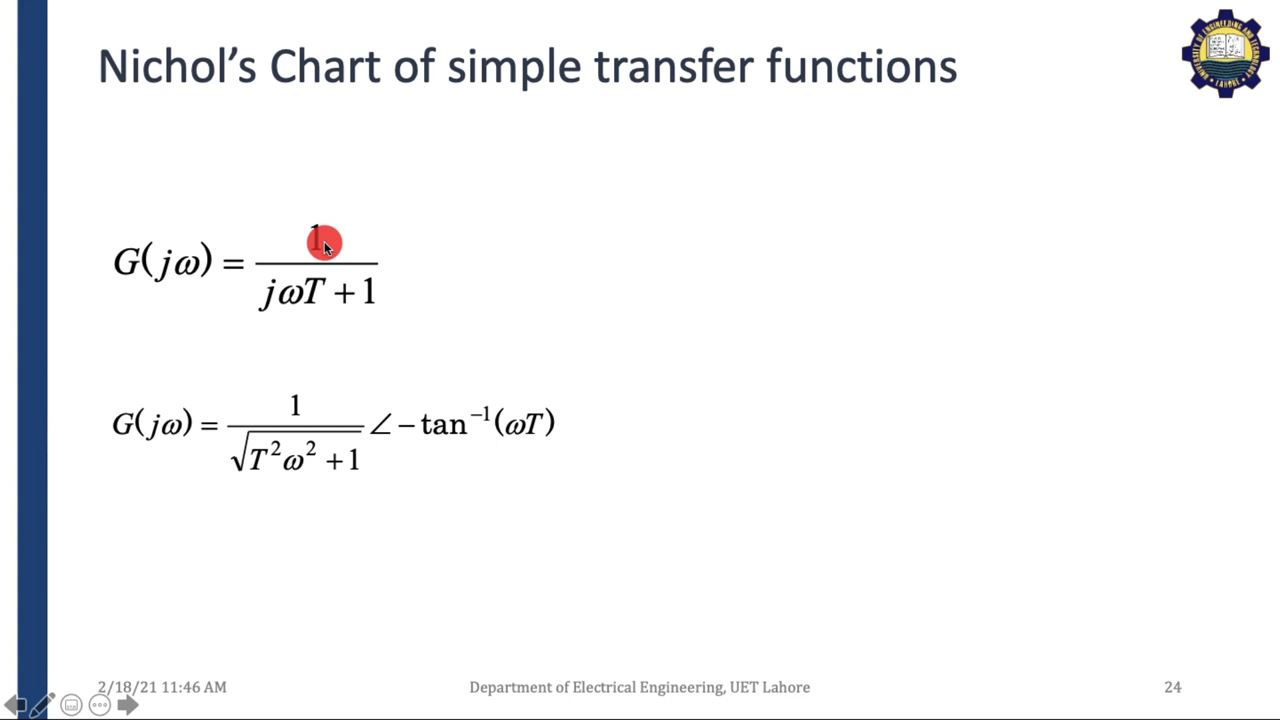 Nichol's Chart of simple transfer functions
G(jω) = 1 / (jωT + 1)
G(jω) = 1 / √(T²ω² + 1) ∠ − tan⁻¹(ωT)
2/18/21 11:46 AM
Department of Electrical Engineering, UET Lahore
24